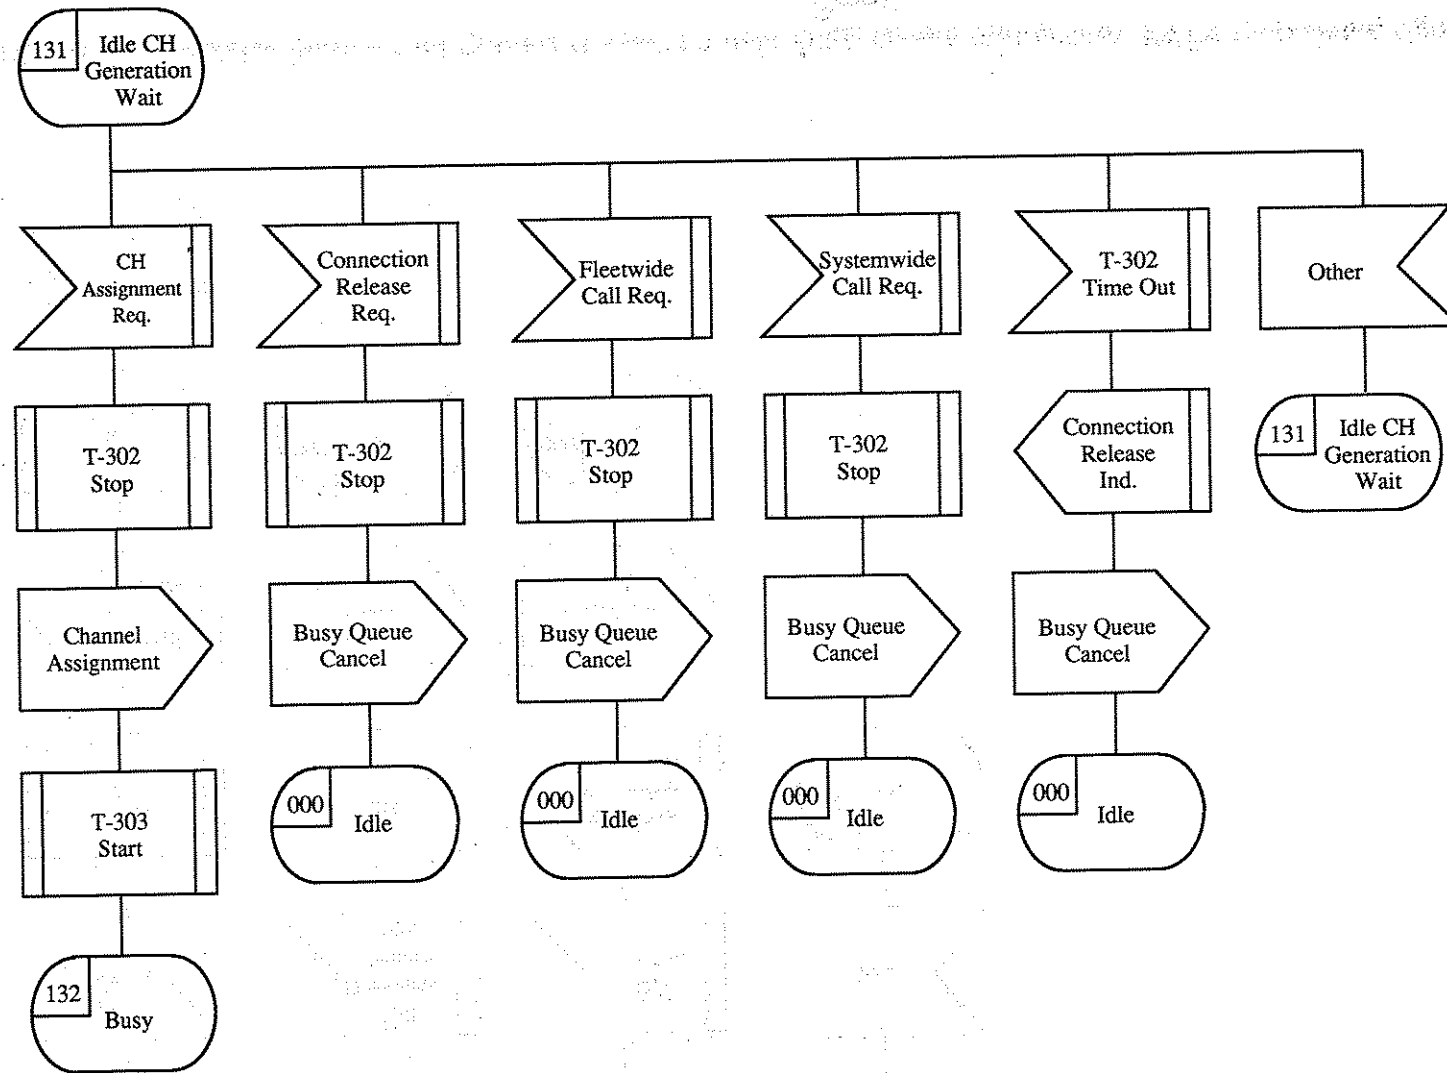 131
Idle CH
Generation
Wait
CH
Assignment
Req.
Connection
Release
Req.
Fleetwide
Call Req.
Systemwide
Call Req.
T-302
Time Out
Other
T-302
Stop
T-302
Stop
T-302
Stop
T-302
Stop
Connection
Release
Ind.
131
Idle CH
Generation
Wait
Channel
Assignment
Busy Queue
Cancel
Busy Queue
Cancel
Busy Queue
Cancel
Busy Queue
Cancel
T-303
Start
000
Idle
000
Idle
000
Idle
000
Idle
132
Busy